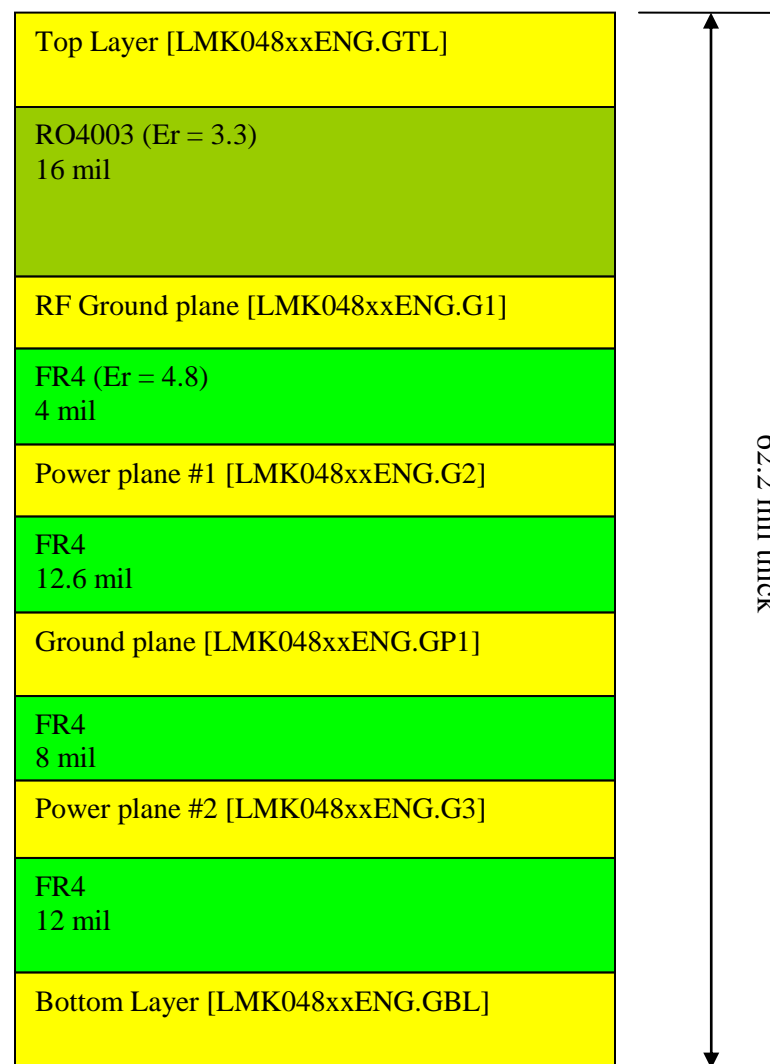 Top Layer [LMK048xxENG.GTL]
RO4003 (Er = 3.3)
16 mil
RF Ground plane [LMK048xxENG.G1]
FR4 (Er = 4.8)
4 mil
Power plane #1 [LMK048xxENG.G2]
FR4
12.6 mil
Ground plane [LMK048xxENG.GP1]
FR4
8 mil
Power plane #2 [LMK048xxENG.G3]
FR4
12 mil
Bottom Layer [LMK048xxENG.GBL]
62.2 mil thick